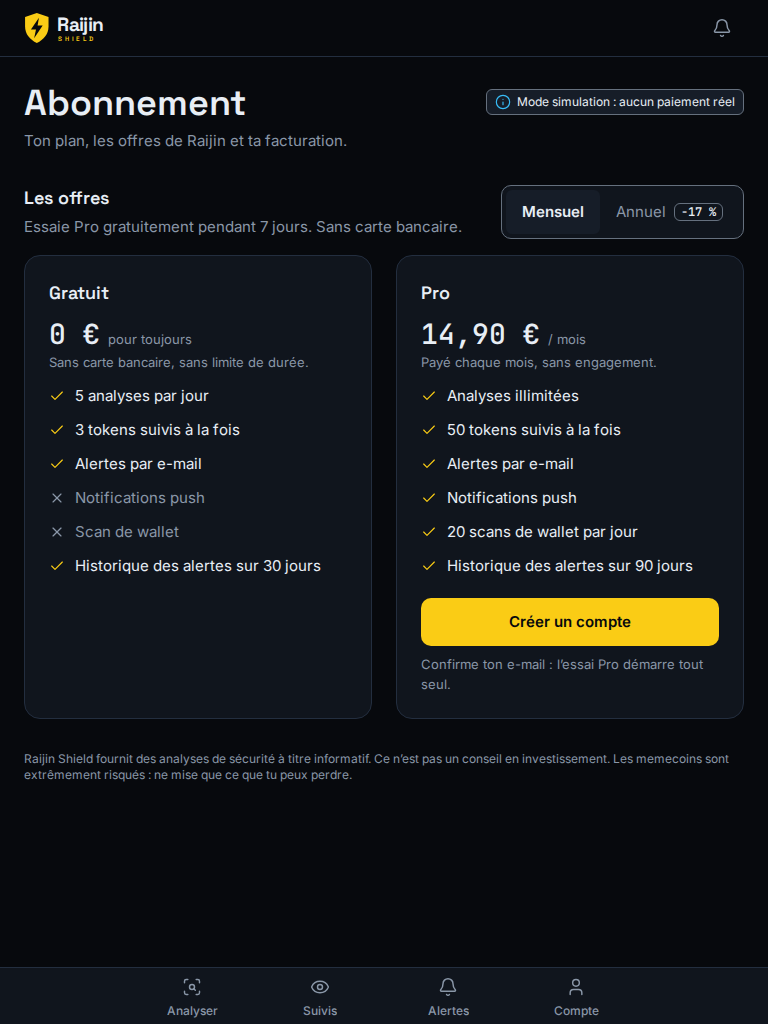 Raijin
SHIELD
Abonnement
Mode simulation : aucun paiement réel
Ton plan, les offres de Raijin et ta facturation.
Les offres
Essaie Pro gratuitement pendant 7 jours. Sans carte bancaire.
Mensuel
Annuel -17 %
Gratuit
0 € pour toujours
Sans carte bancaire, sans limite de durée.
5 analyses par jour
3 tokens suivis à la fois
Alertes par e-mail
Notifications push
Scan de wallet
Historique des alertes sur 30 jours
Pro
14,90 € / mois
Payé chaque mois, sans engagement.
Analyses illimitées
50 tokens suivis à la fois
Alertes par e-mail
Notifications push
20 scans de wallet par jour
Historique des alertes sur 90 jours
Créer un compte
Confirme ton e-mail : l’essai Pro démarre tout
seul.
Raijin Shield fournit des analyses de sécurité à titre informatif. Ce n’est pas un conseil en investissement. Les memecoins sont
extrêmement risqués : ne mise que ce que tu peux perdre.
Analyser
Suivis
Alertes
Compte